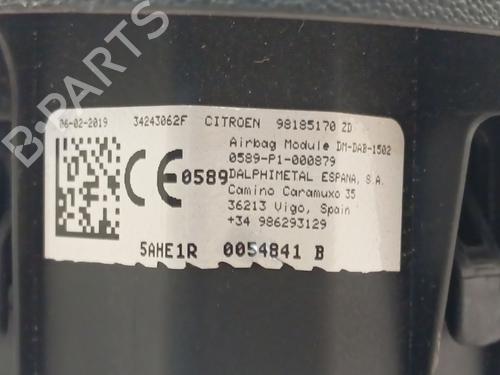 B-PARTS
06-02-2019 34243062F CITROEN 98185170 ZD
Airbag Module DM-DAB-1502
0589-P1-000879
0589 DALPHIMETAL ESPANA, S.A.
Camino Caramuxo 35
36213 Vigo, Spain
+34 986293129
5AHE1R 0054841 B